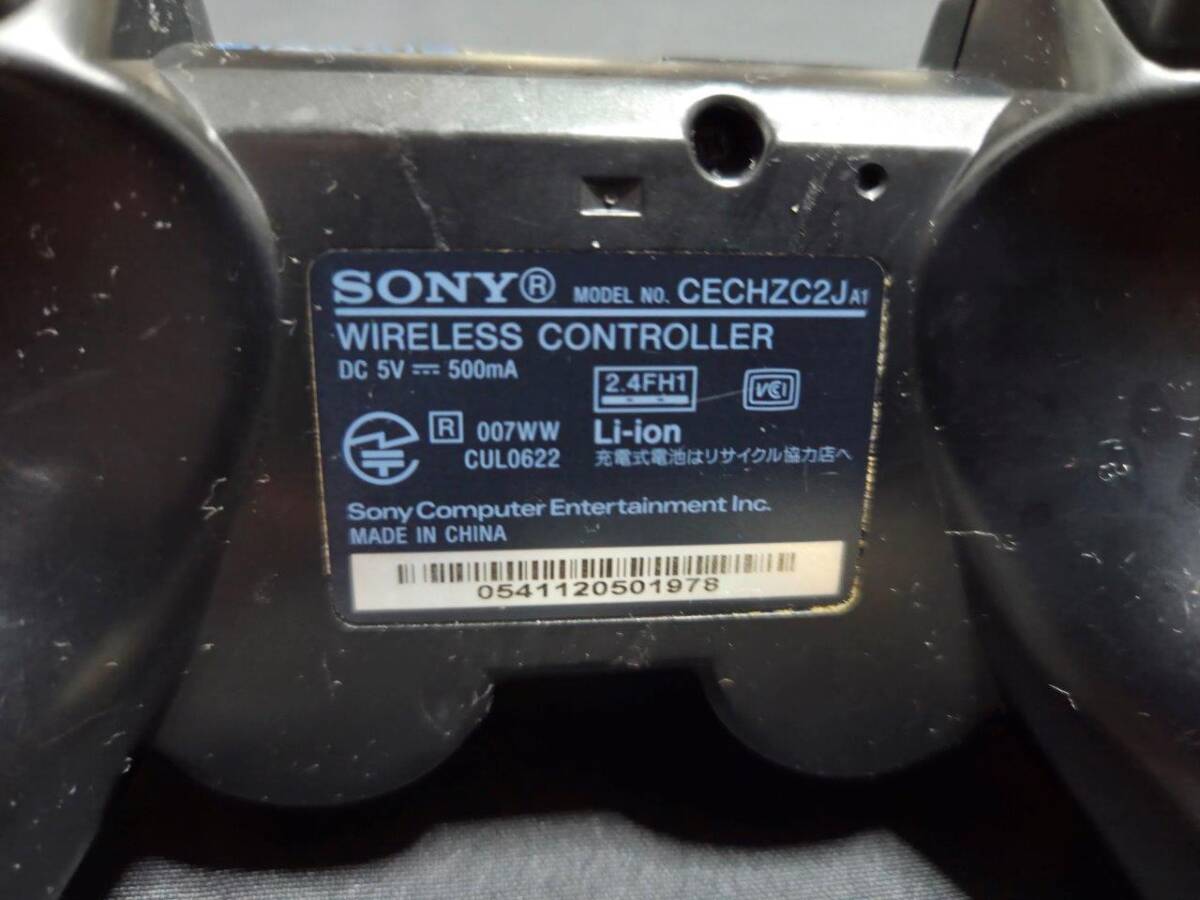 SONY® MODEL NO. CECHZC2J A1
WIRELESS CONTROLLER
DC 5V ⎓ 500mA
2.4FH1
VCCI
R 007WW
CUL0622
Li-ion
充電式電池はリサイクル協力店へ
Sony Computer Entertainment Inc.
MADE IN CHINA
0541120501978